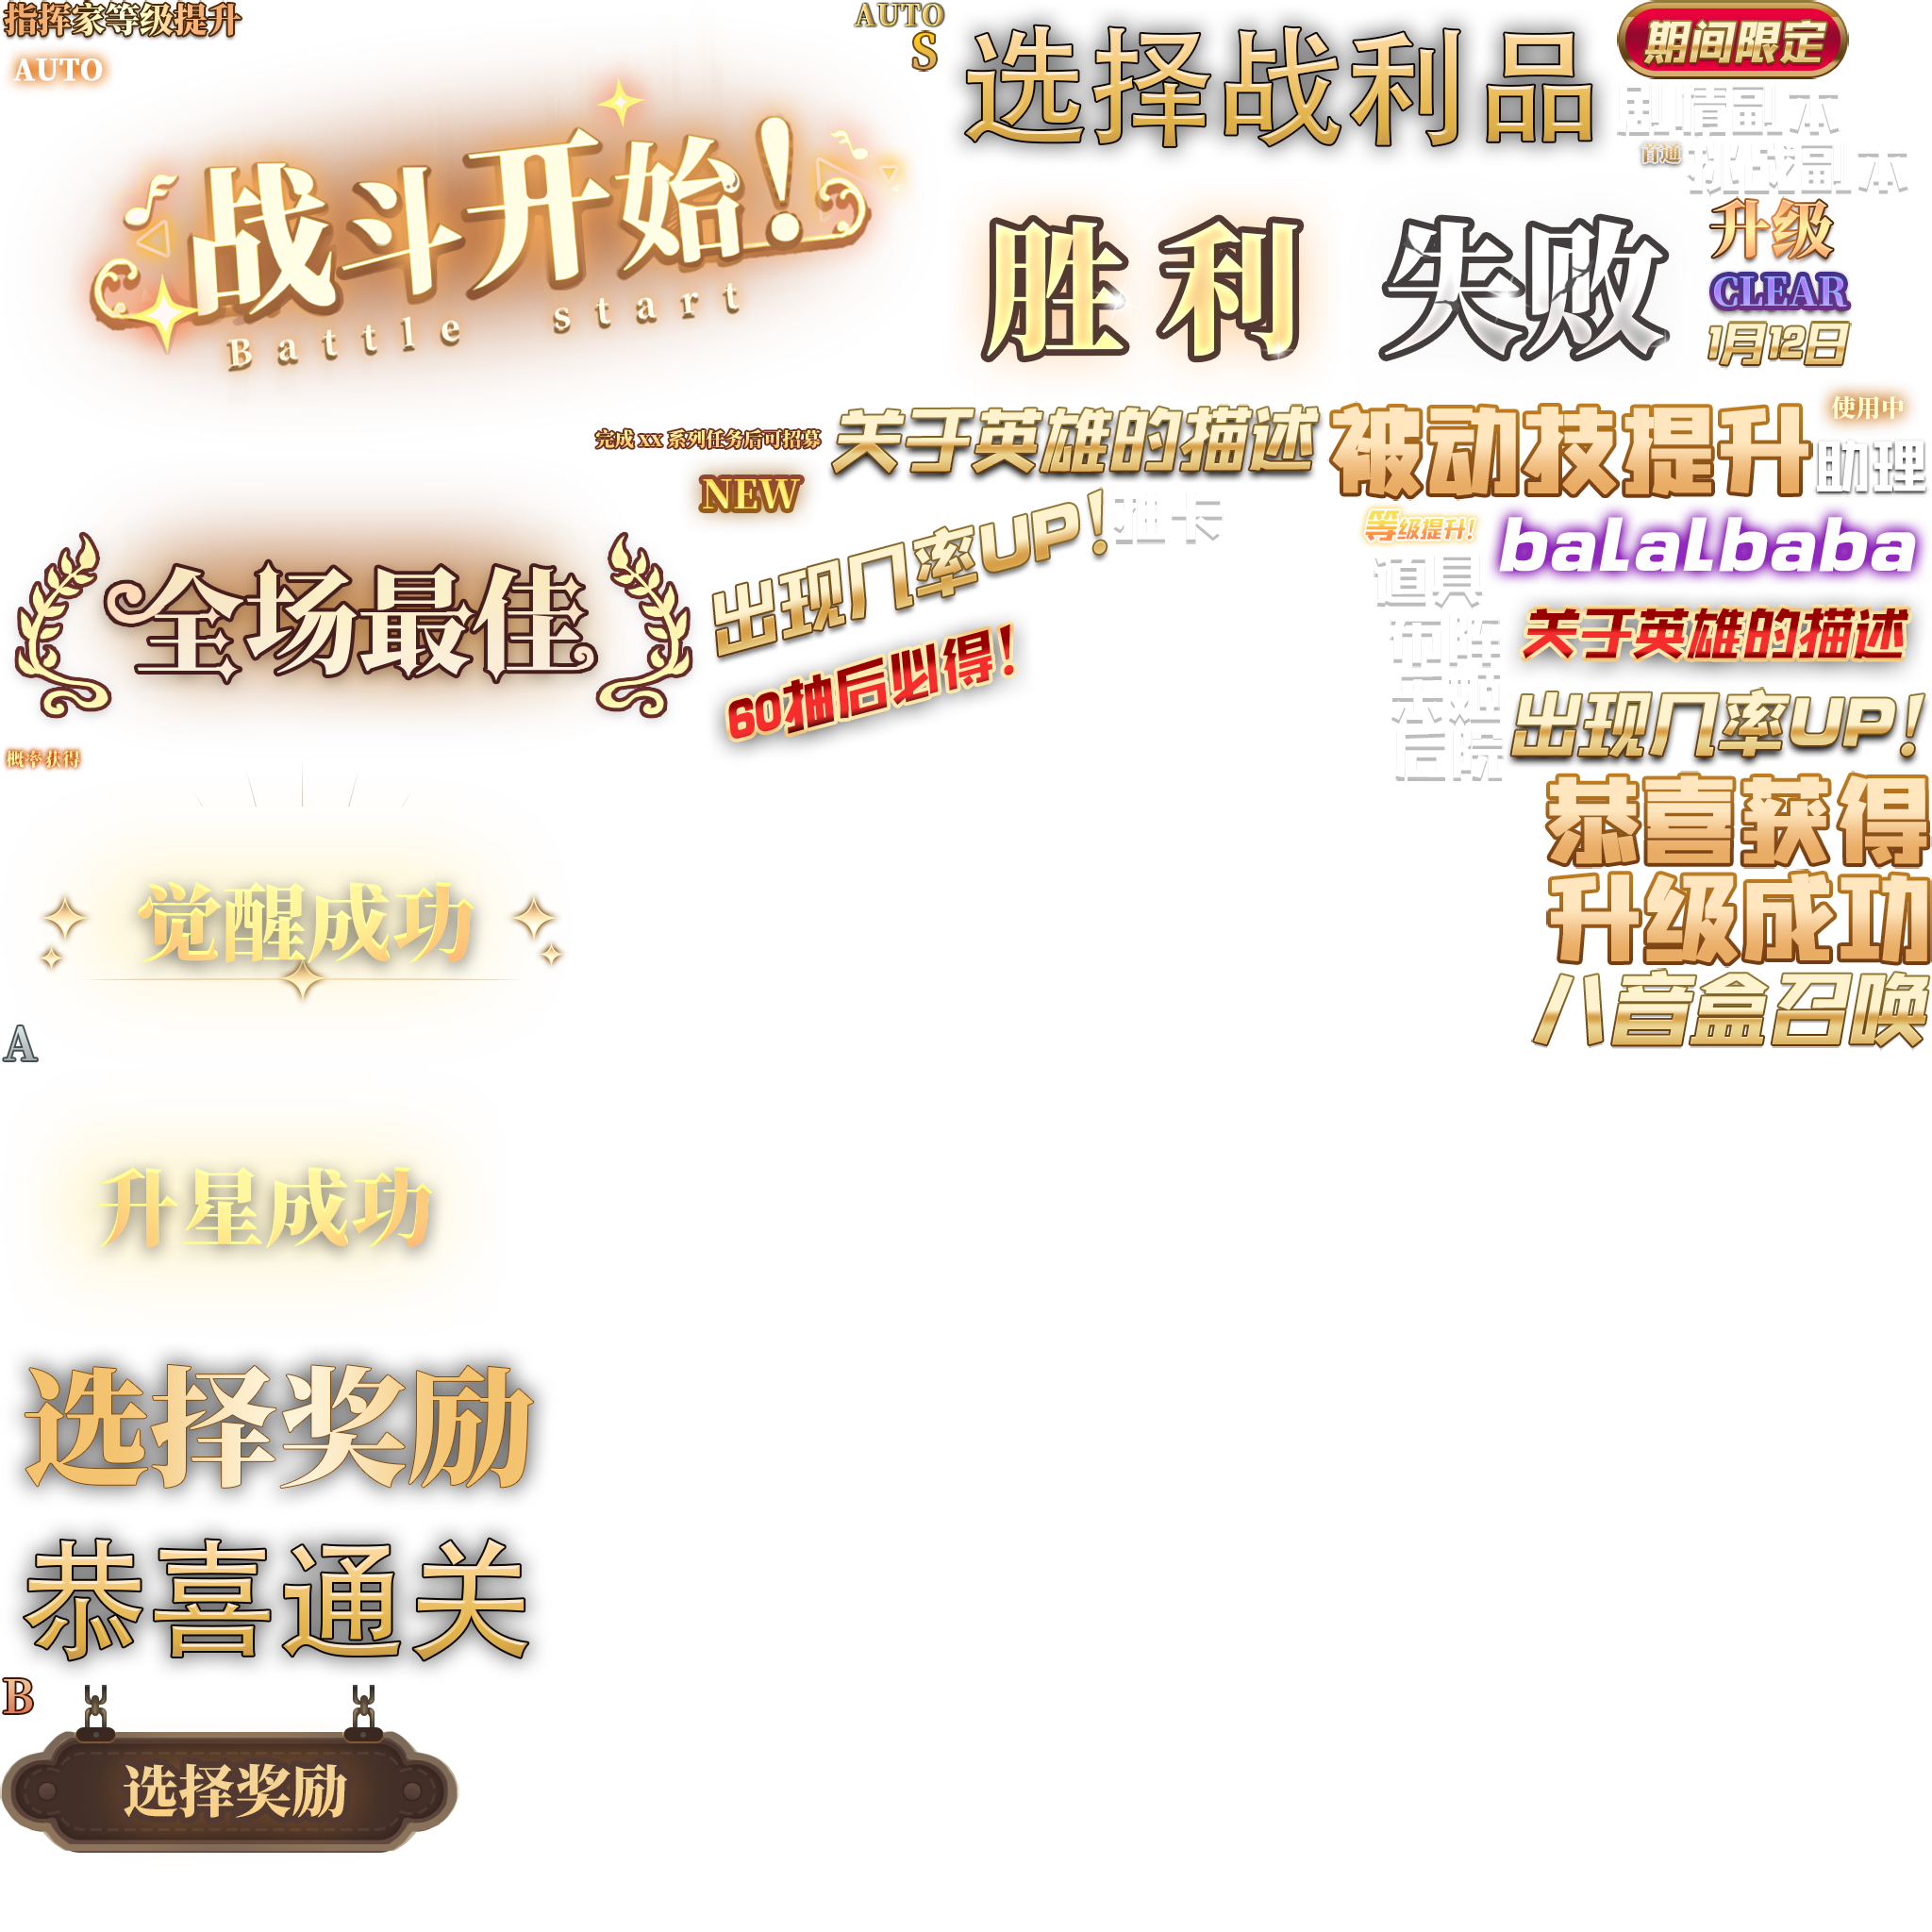 指挥家等级提升
AUTO
AUTO
S
选择战利品
期间限定
剧情副本
首通
挑战副本
战斗开始!
Battle start
胜利
失败
升级
CLEAR
1月12日
完成 xx 系列任务后可招募
关于英雄的描述
被动技提升
使用中
助理
NEW
出现几率UP!
抽卡
等级提升!
baLaLbaba
道具
全场最佳
关于英雄的描述
布阵
60抽后必得!
出现几率UP!
概率获得
恭喜获得
觉醒成功
升级成功
八音盒召唤
A
升星成功
选择奖励
恭喜通关
B
选择奖励